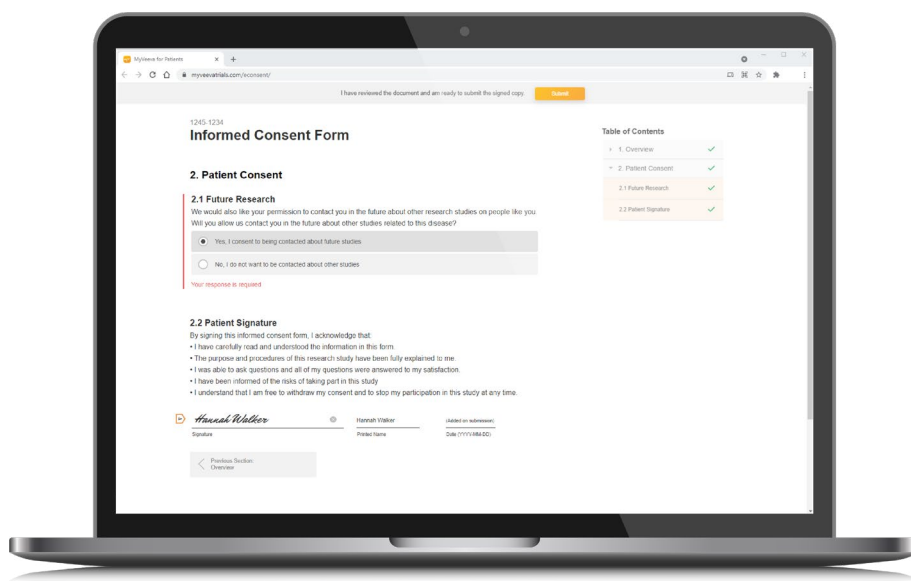 MyVeeva for Patients
myveevatrials.com/econsent/
I have reviewed the document and am ready to submit the signed copy.
Submit
1245-1234
Informed Consent Form
2. Patient Consent
2.1 Future Research
We would also like your permission to contact you in the future about other research studies on people like you
Will you allow us contact you in the future about other studies related to this disease?
Yes, I consent to being contacted about future studies
No, I do not want to be contacted about other studies
Your response is required
2.2 Patient Signature
By signing this informed consent form, I acknowledge that:
• I have carefully read and understood the information in this form
• The purpose and procedures of this research study have been fully explained to me.
• I was able to ask questions and all of my questions were answered to my satisfaction.
• I have been informed of the risks of taking part in this study
• I understand that I am free to withdraw my consent and to stop my participation in this study at any time.
Hannah Walker
Hannah Walker
(Added on submission)
Signature
Printed Name
Date (YYYY-MM-DD)
Previous Section:
Overview
Table of Contents
1. Overview
2. Patient Consent
2.1 Future Research
2.2 Patient Signature